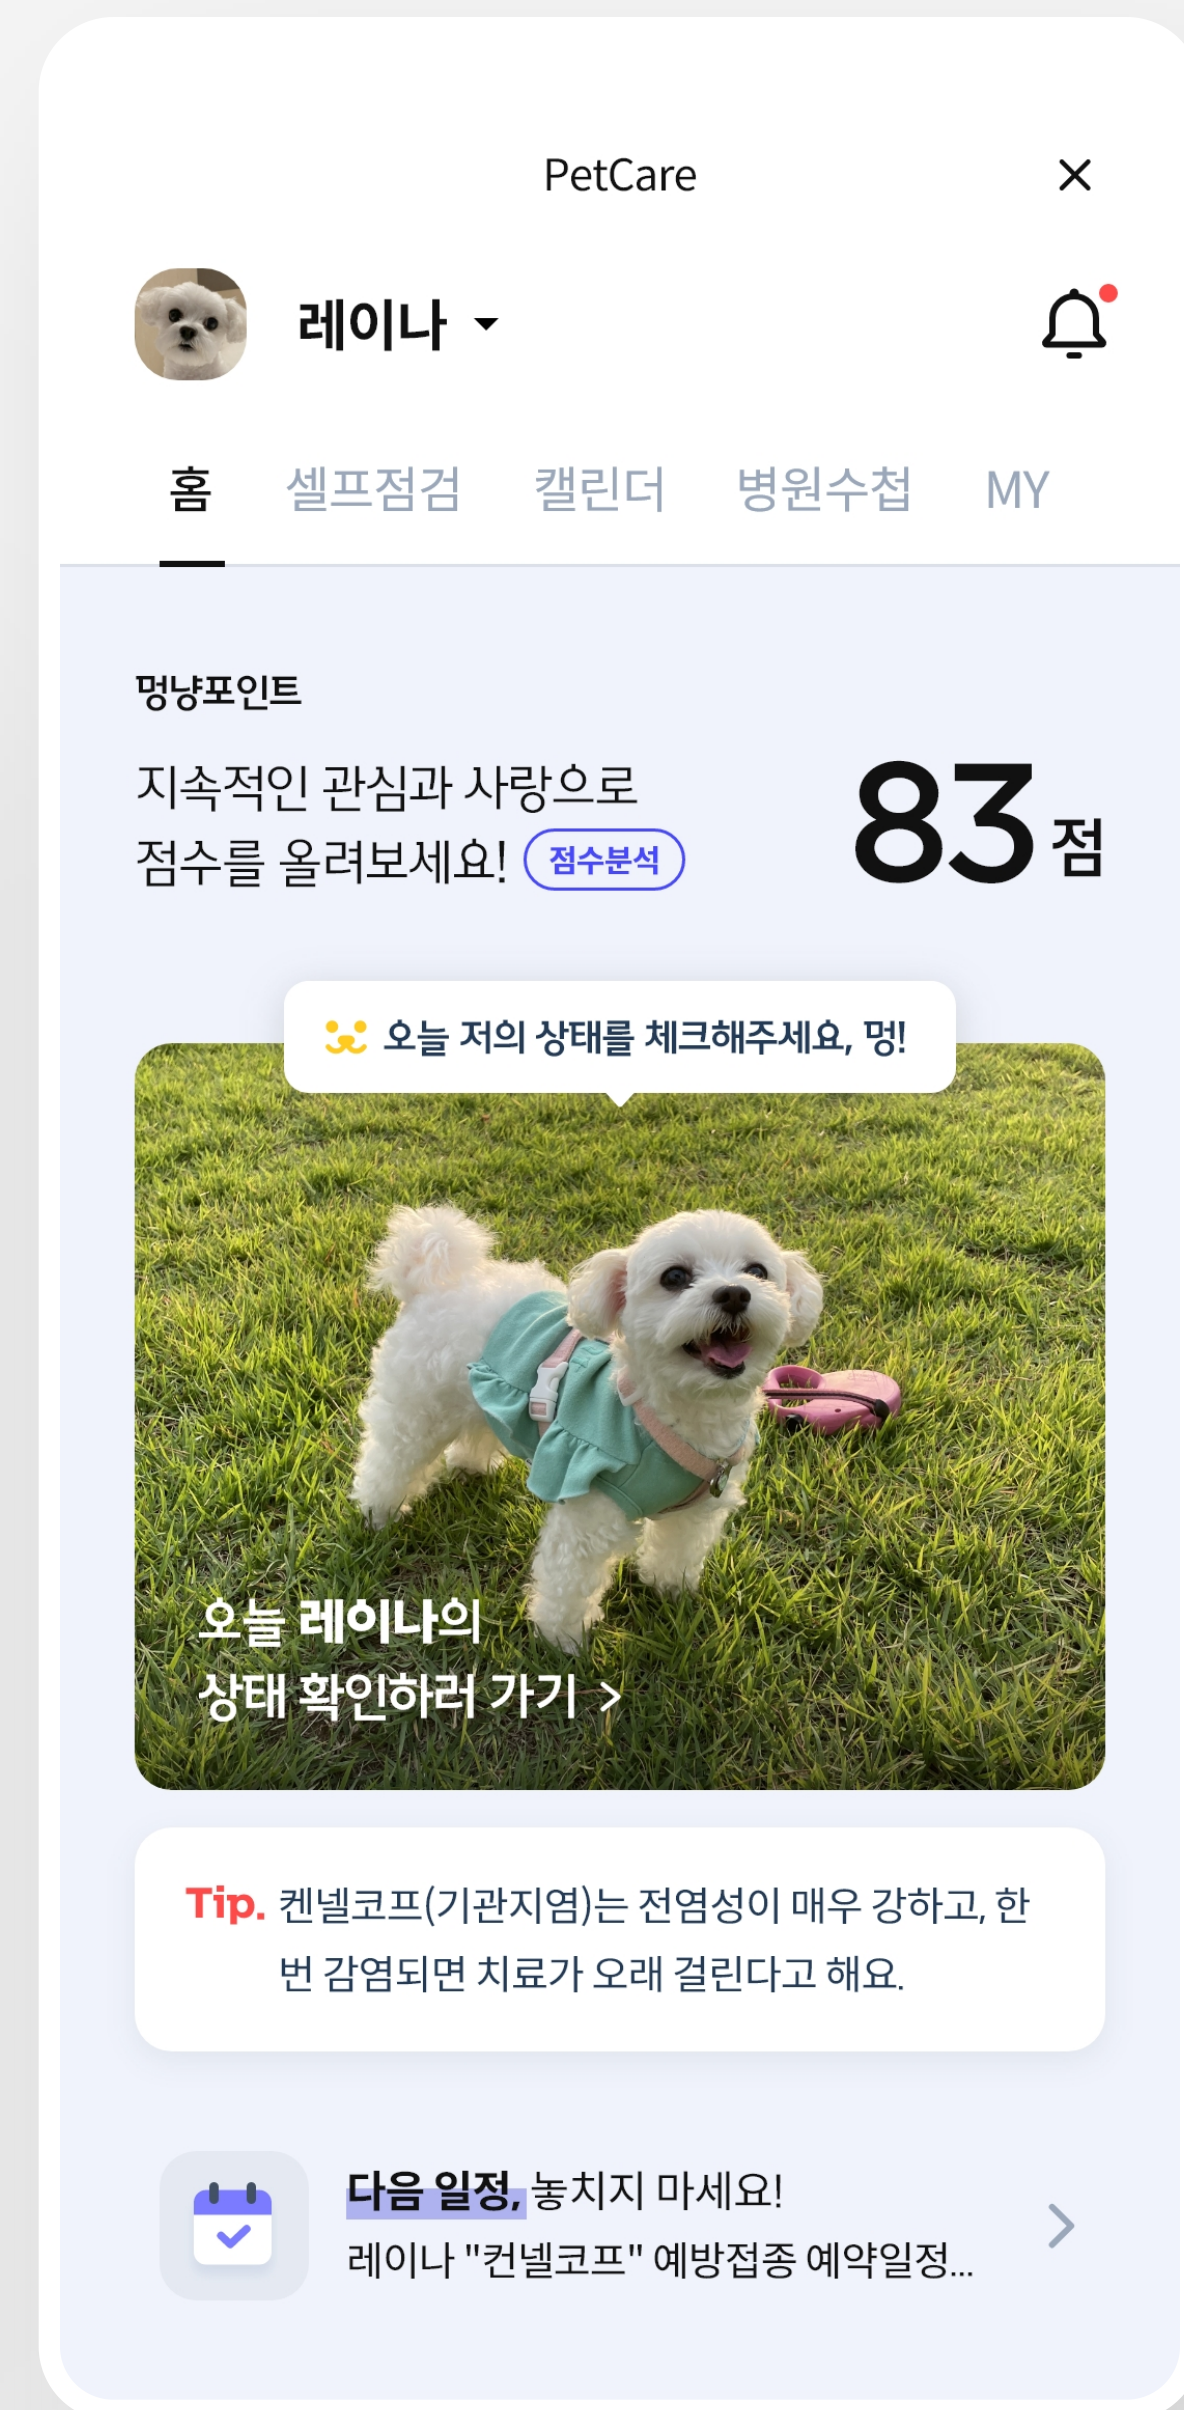 PetCare
레이나
홈 셀프점검 캘린더 병원수첩 MY
멍냥포인트
지속적인 관심과 사랑으로
점수를 올려보세요! 점수분석
83점
오늘 저의 상태를 체크해주세요, 멍!
오늘 레이나의
상태 확인하러 가기 >
Tip. 켄넬코프(기관지염)는 전염성이 매우 강하고, 한
번 감염되면 치료가 오래 걸린다고 해요.
다음 일정, 놓치지 마세요!
레이나 "컨넬코프" 예방접종 예약일정...